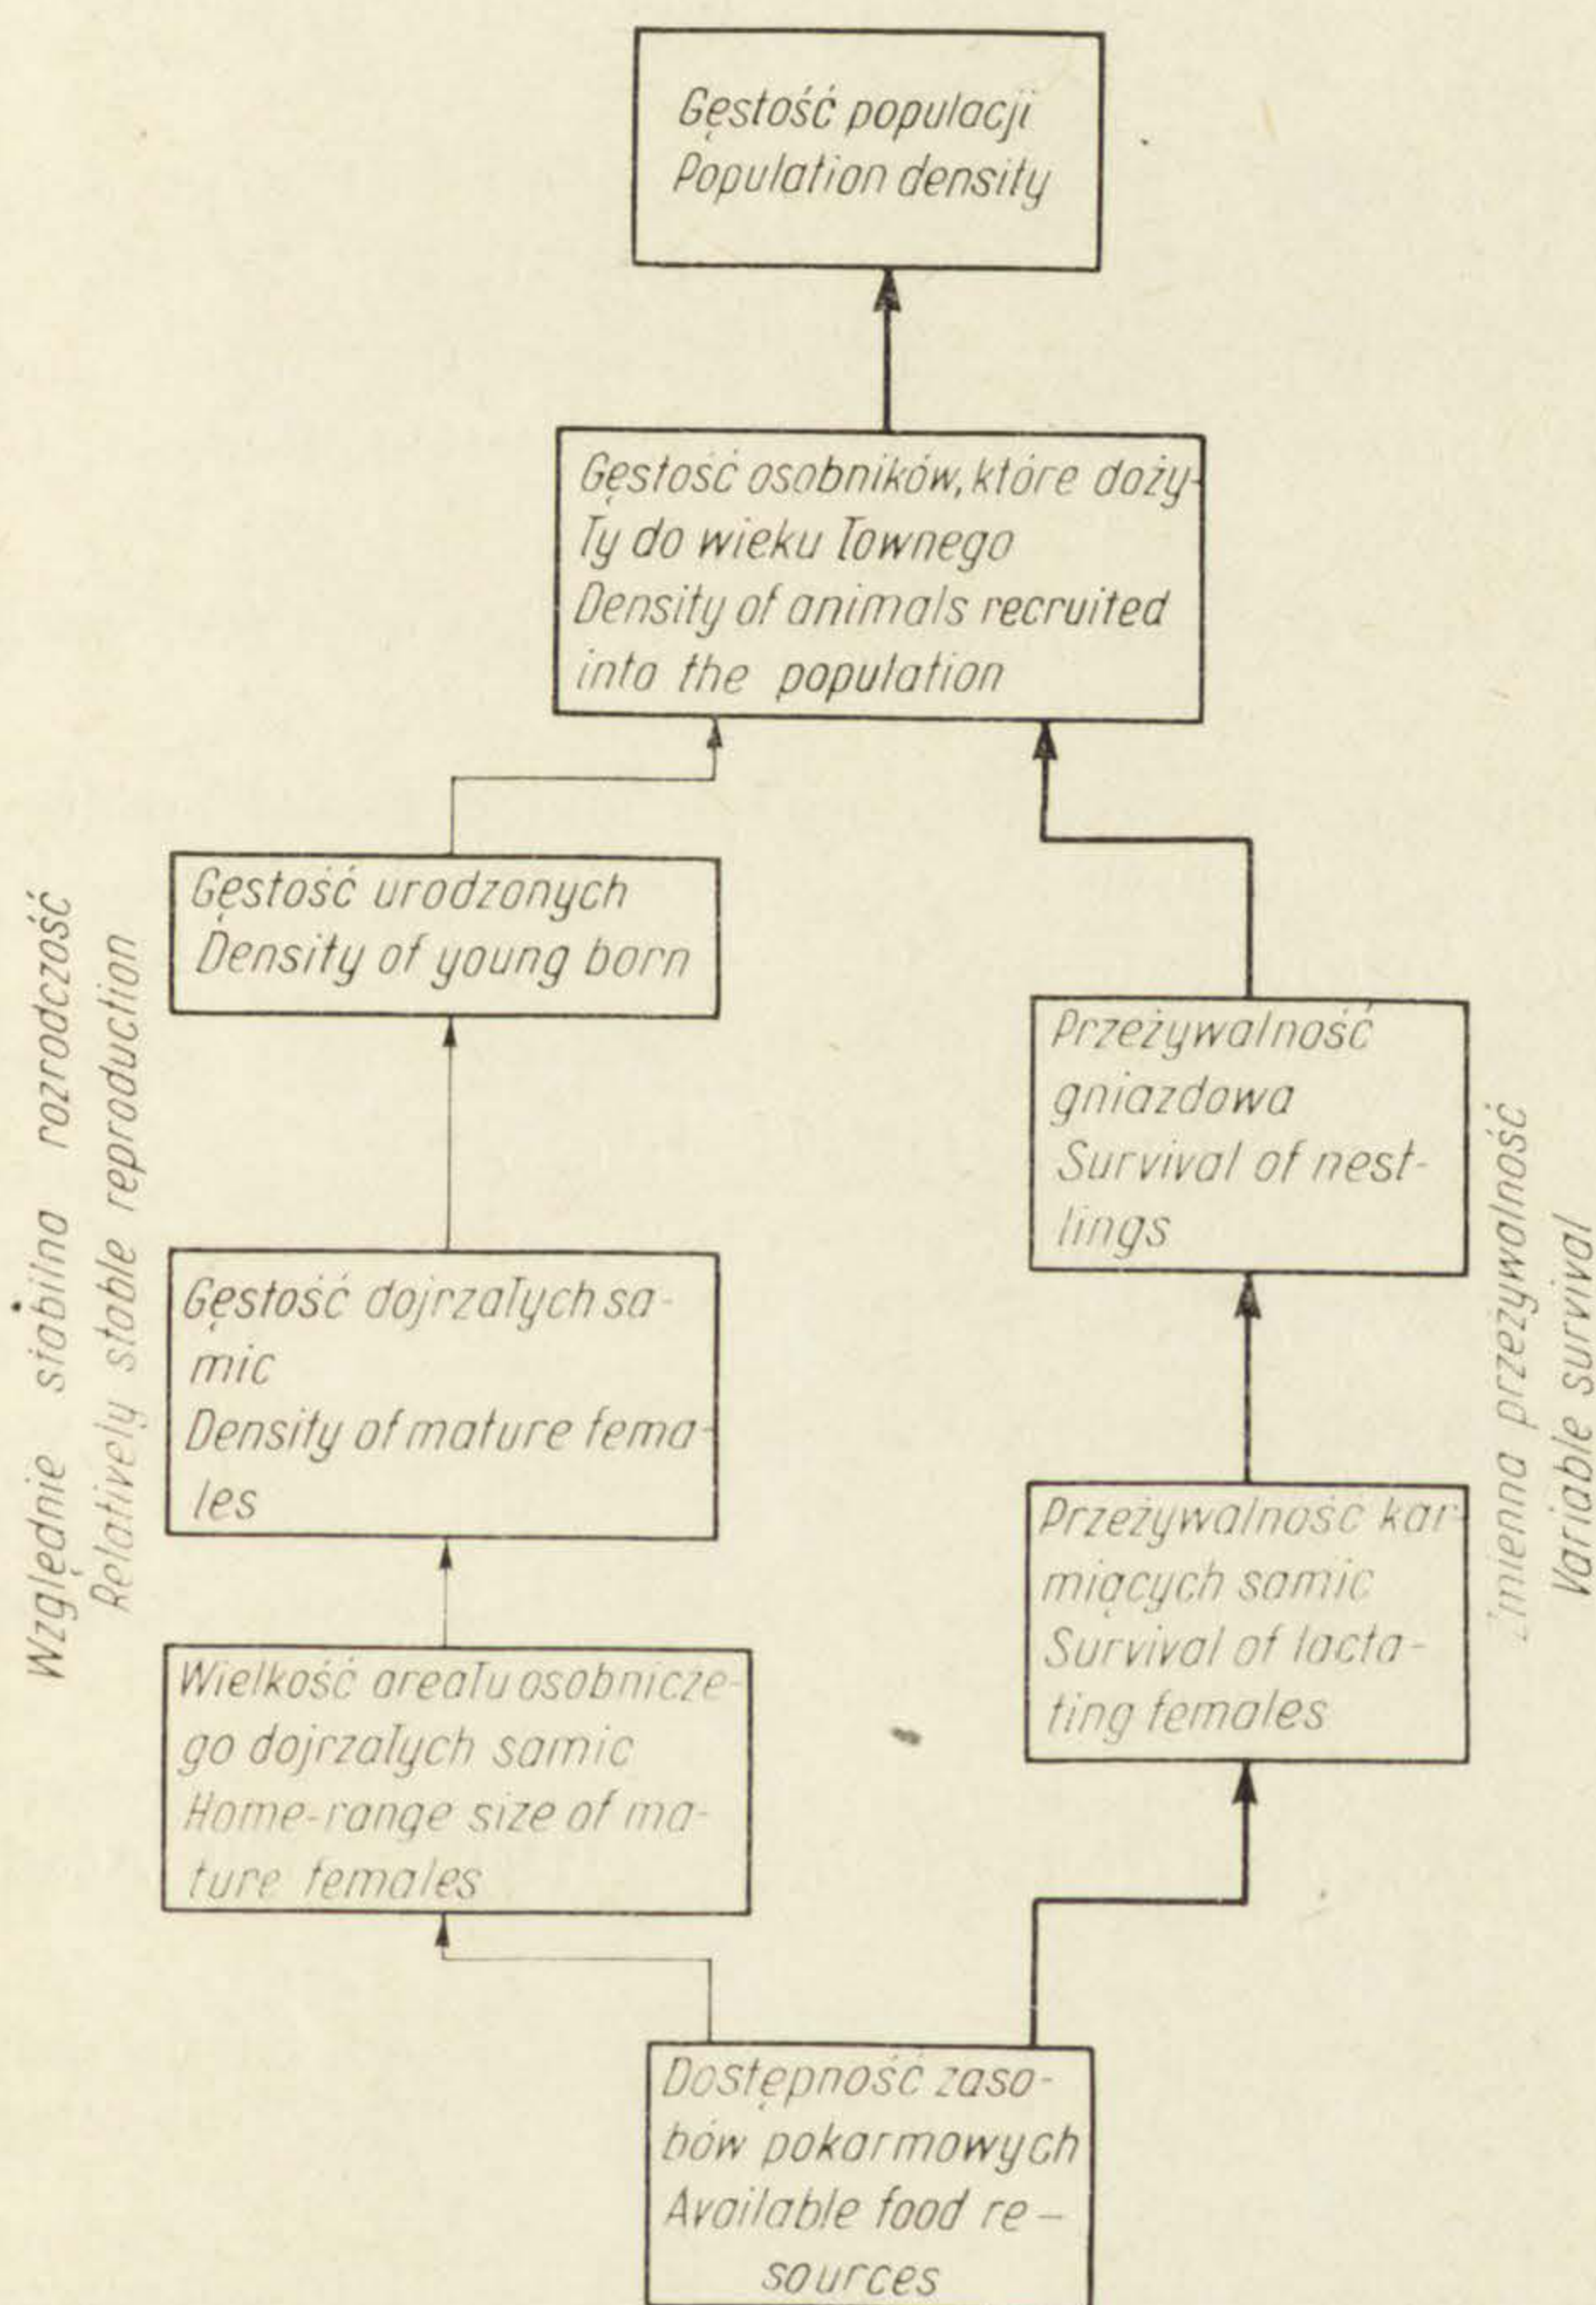 Gęstość populacji
Population density
Gęstość osobników, które doży-
ły do wieku łownego
Density of animals recruited
into the population
Gęstość urodzonych
Density of young born
Względnie stabilna rozrodczość
Relatively stable reproduction
Przeżywalność
gniazdowa
Survival of nest-
lings
Gęstość dojrzałych sa-
mic
Density of mature fema-
les
przeżywalność
Variable survival
Przeżywalność kar-
miących samic
Survival of lacta-
ting females
Wielkość areału osobnicze-
go dojrzałych samic
Home-range size of ma-
ture females
Dostępność zaso-
bów pokarmowych
Available food re-
sources